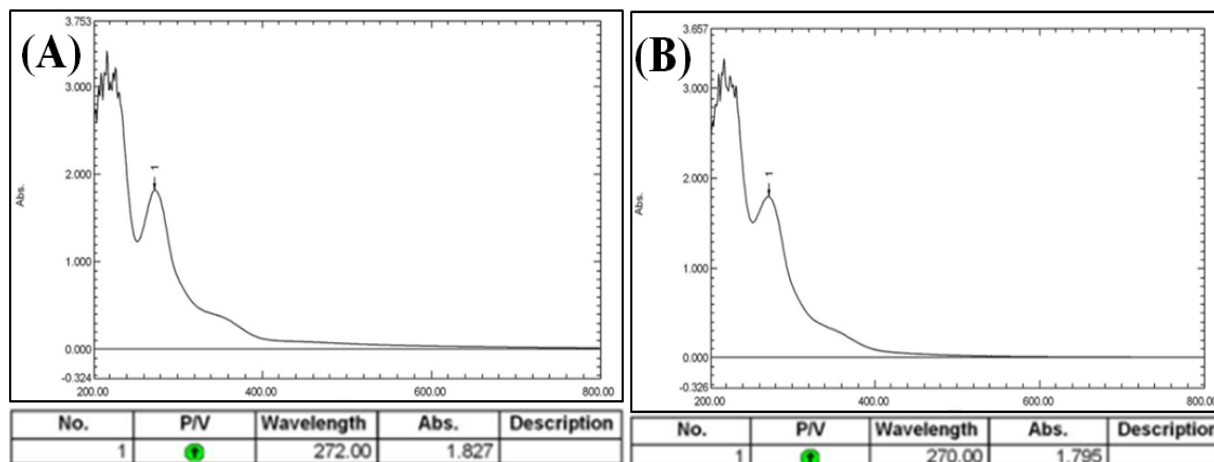 (A)
3.753
3.000
2.000
1.000
0.000
-0.324
Abs.
1
200.00 400.00 600.00 800.00
No. P/V Wavelength Abs. Description
1 272.00 1.827
(B)
3.657
3.000
2.000
1.000
0.000
-0.326
Abs.
1
200.00 400.00 600.00 800.00
No. P/V Wavelength Abs. Description
1 270.00 1.795